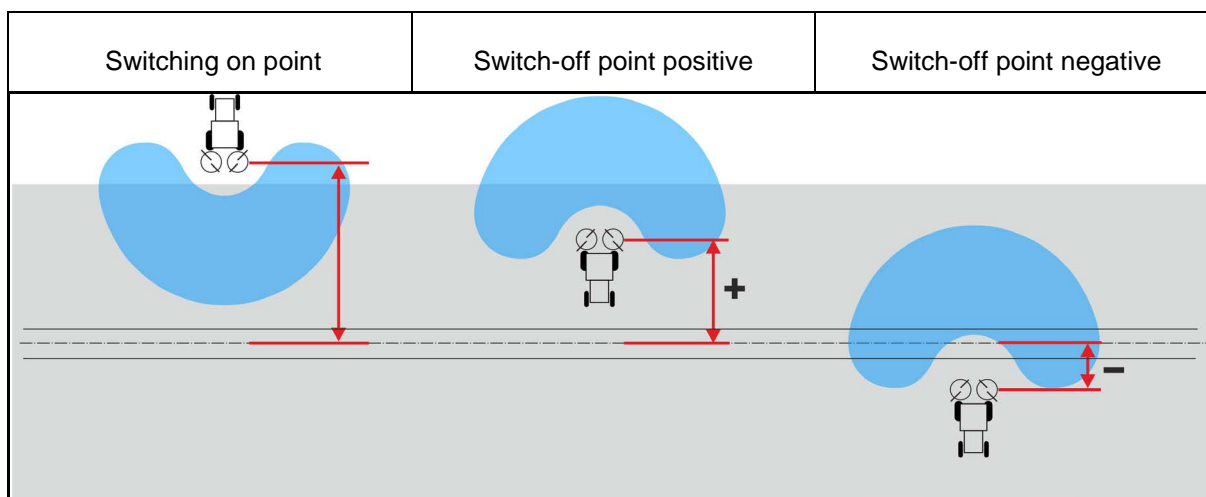 Switching on point
Switch-off point positive
Switch-off point negative
+
-